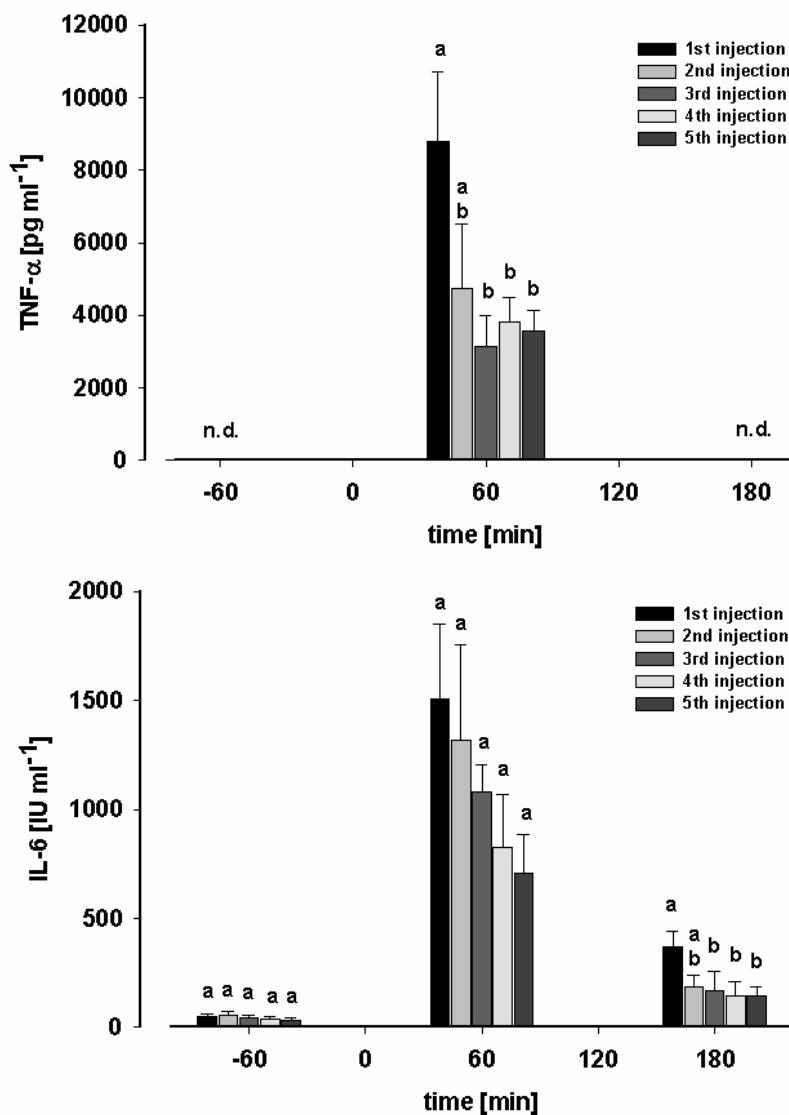 12000
10000
8000
6000
4000
2000
0
TNF-α [pg ml⁻¹]
a
a
b
b
b
b
n.d.
n.d.
1st injection
2nd injection
3rd injection
4th injection
5th injection
-60 0 60 120 180
time [min]
2000
1500
1000
500
0
IL-6 [IU ml⁻¹]
a a a a a
a
a
a
a
a
a
a
b
b
b
b
1st injection
2nd injection
3rd injection
4th injection
5th injection
-60 0 60 120 180
time [min]